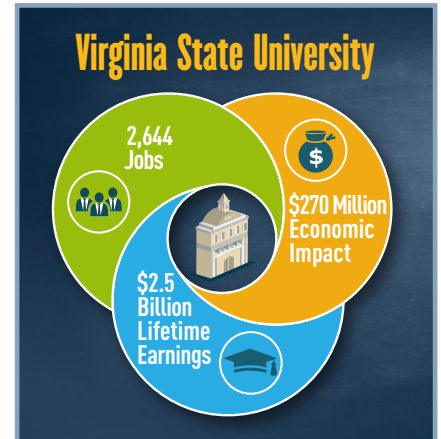 Virginia State University
2,644
Jobs
$
$270 Million
Economic
Impact
$2.5
Billion
Lifetime
Earnings